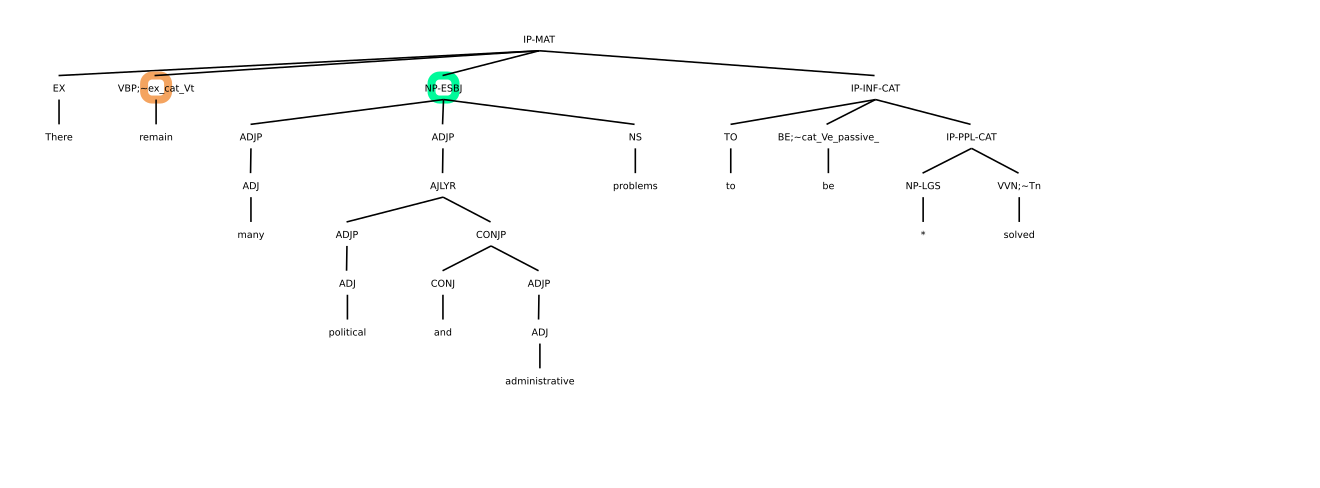 IP-MAT
EX VBP;~ex_cat_Vt NP-ESBJ IP-INF-CAT
There remain ADJP ADJP NS TO BE;~cat_Ve_passive_ IP-PPL-CAT
ADJ AJLYR problems to be NP-LGS VVN;~Tn
many ADJP CONJP * solved
ADJ CONJ ADJP
political and ADJ
administrative